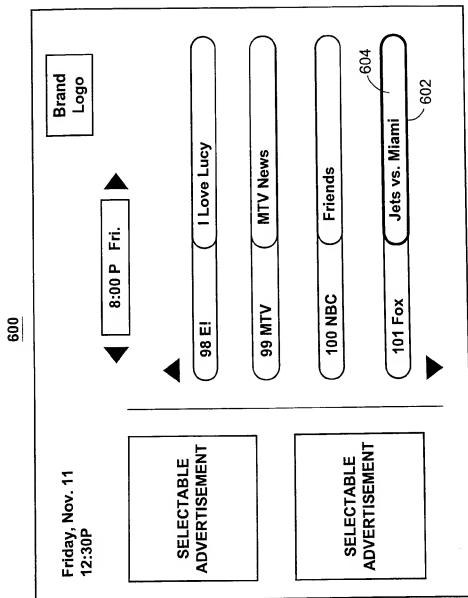 600
Friday, Nov. 11
12:30P
8:00 P Fri.
Brand
Logo
SELECTABLE
ADVERTISEMENT
SELECTABLE
ADVERTISEMENT
98 E! I Love Lucy
99 MTV MTV News
100 NBC Friends
101 Fox Jets vs. Miami
604
602